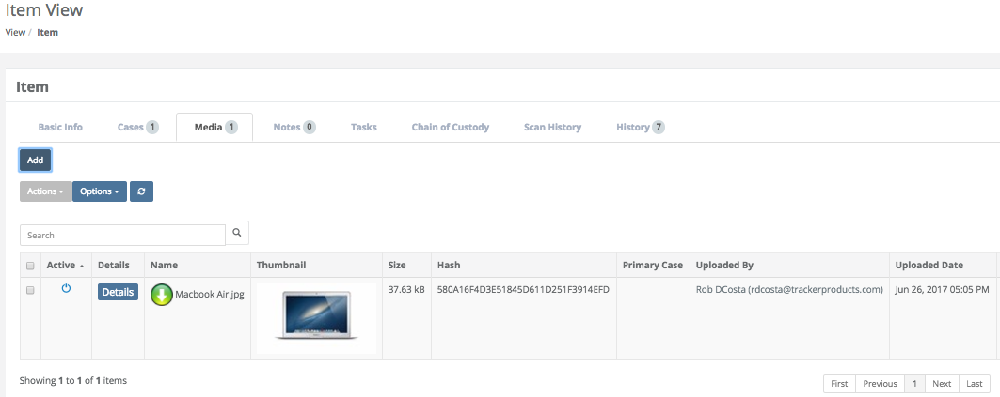 Item View
View / Item
Item
Basic Info Cases 1 Media 1 Notes 0 Tasks Chain of Custody Scan History History 7
Add
Actions Options
Search
Active Details Name Thumbnail Size Hash Primary Case Uploaded By Uploaded Date
Details Macbook Air.jpg 37.63 kB 580A16F4D3E51845D611D251F3914EFD Rob DCosta (rdcosta@trackerproducts.com) Jun 26, 2017 05:05 PM
Showing 1 to 1 of 1 items
First Previous 1 Next Last